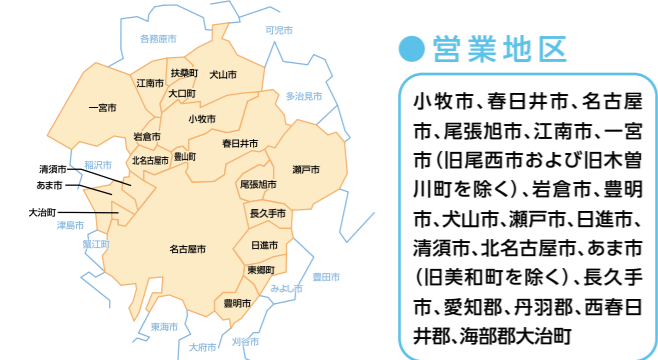 各務原市
可児市
扶桑町
犬山市
江南市
大口町
多治見市
一宮市
小牧市
岩倉市
春日井市
北名古屋市
豊山町
瀬戸市
稲沢市
清須市
あま市
尾張旭市
大治町
長久手市
津島市
蟹江町
名古屋市
日進市
東郷町
豊田市
みよし市
豊明市
東海市
大府市
刈谷市
●営業地区
小牧市、春日井市、名古屋
市、尾張旭市、江南市、一宮
市(旧尾西市および旧木曽
川町を除く)、岩倉市、豊明
市、犬山市、瀬戸市、日進市、
清須市、北名古屋市、あま市
(旧美和町を除く)、長久手
市、愛知郡、丹羽郡、西春日
井郡、海部郡大治町